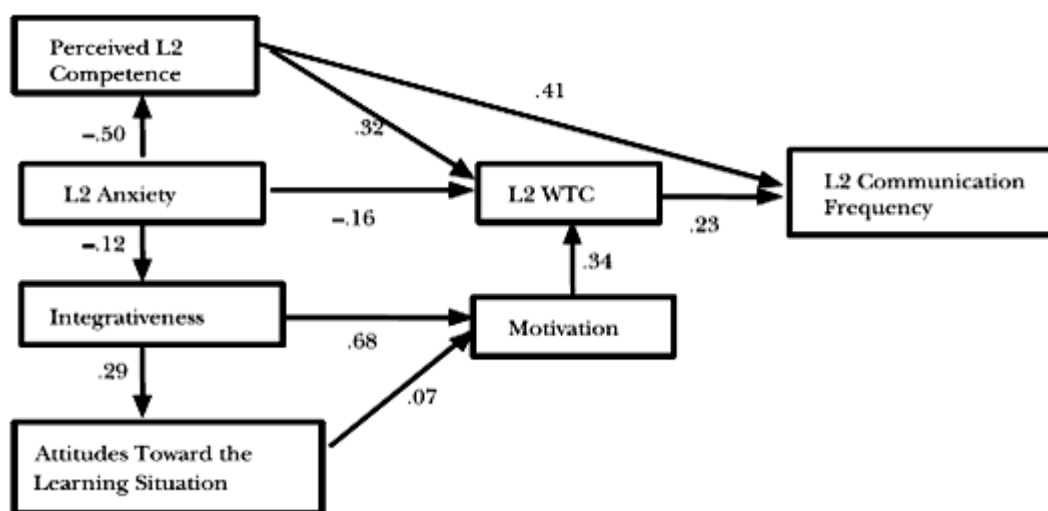 Perceived L2
Competence
.41
.32
–.50
L2 Anxiety
L2 WTC
L2 Communication
Frequency
–.16
.23
–.12
.34
Integrativeness
Motivation
.68
.29
.07
Attitudes Toward the
Learning Situation